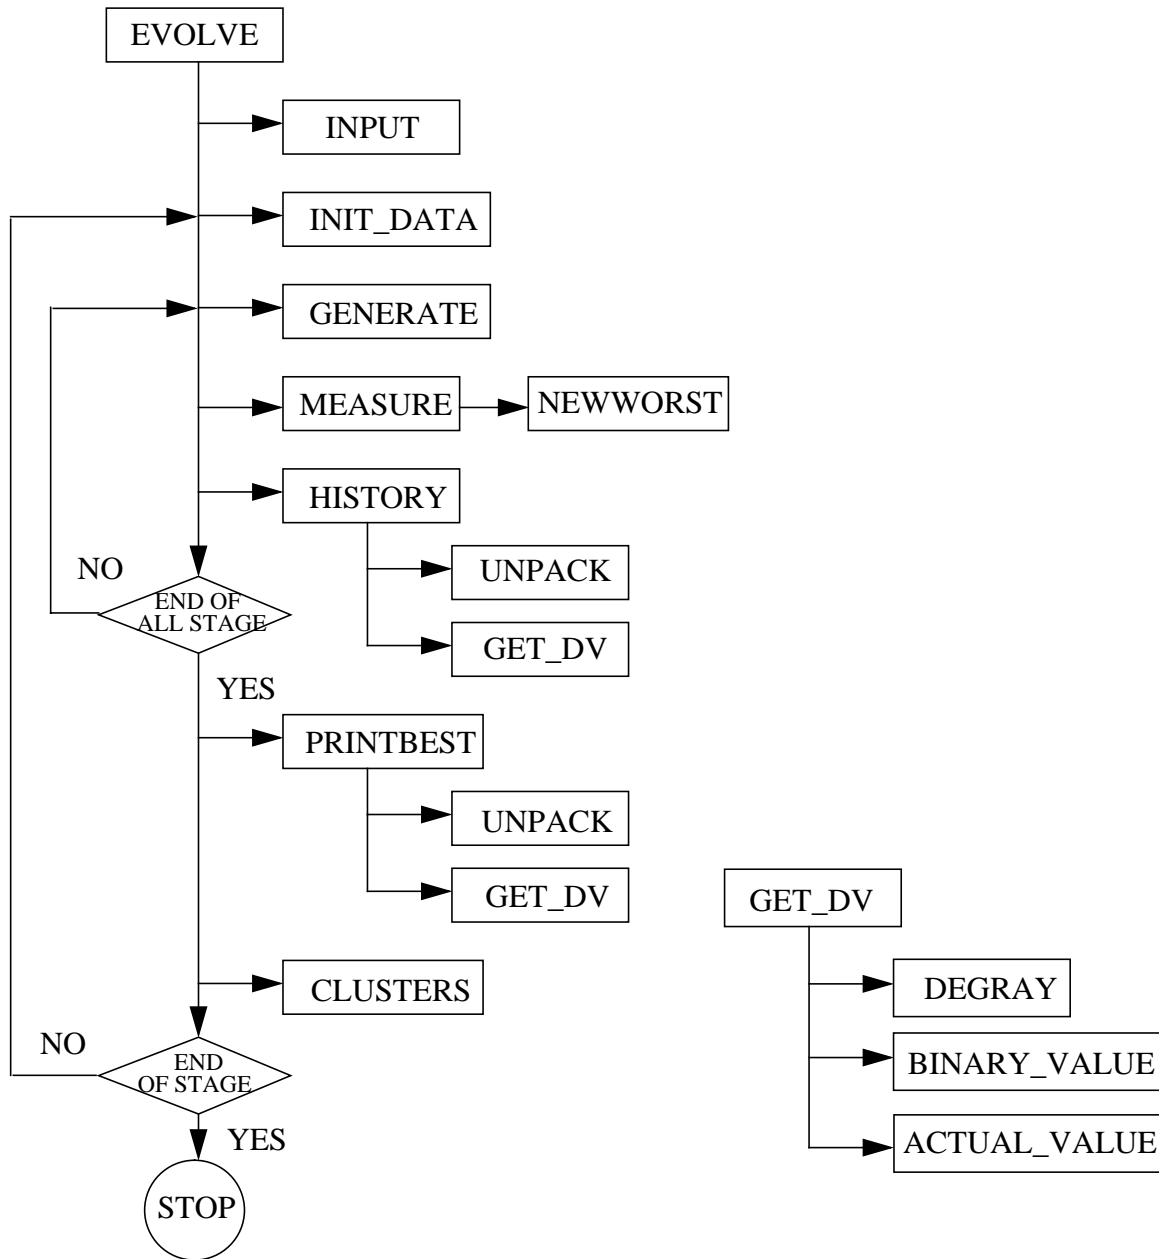 EVOLVE
INPUT
INIT_DATA
GENERATE
MEASURE
NEWWORST
HISTORY
UNPACK
GET_DV
NO
END OF
ALL STAGE
YES
PRINTBEST
UNPACK
GET_DV
CLUSTERS
NO
END
OF STAGE
YES
STOP
GET_DV
DEGRAY
BINARY_VALUE
ACTUAL_VALUE